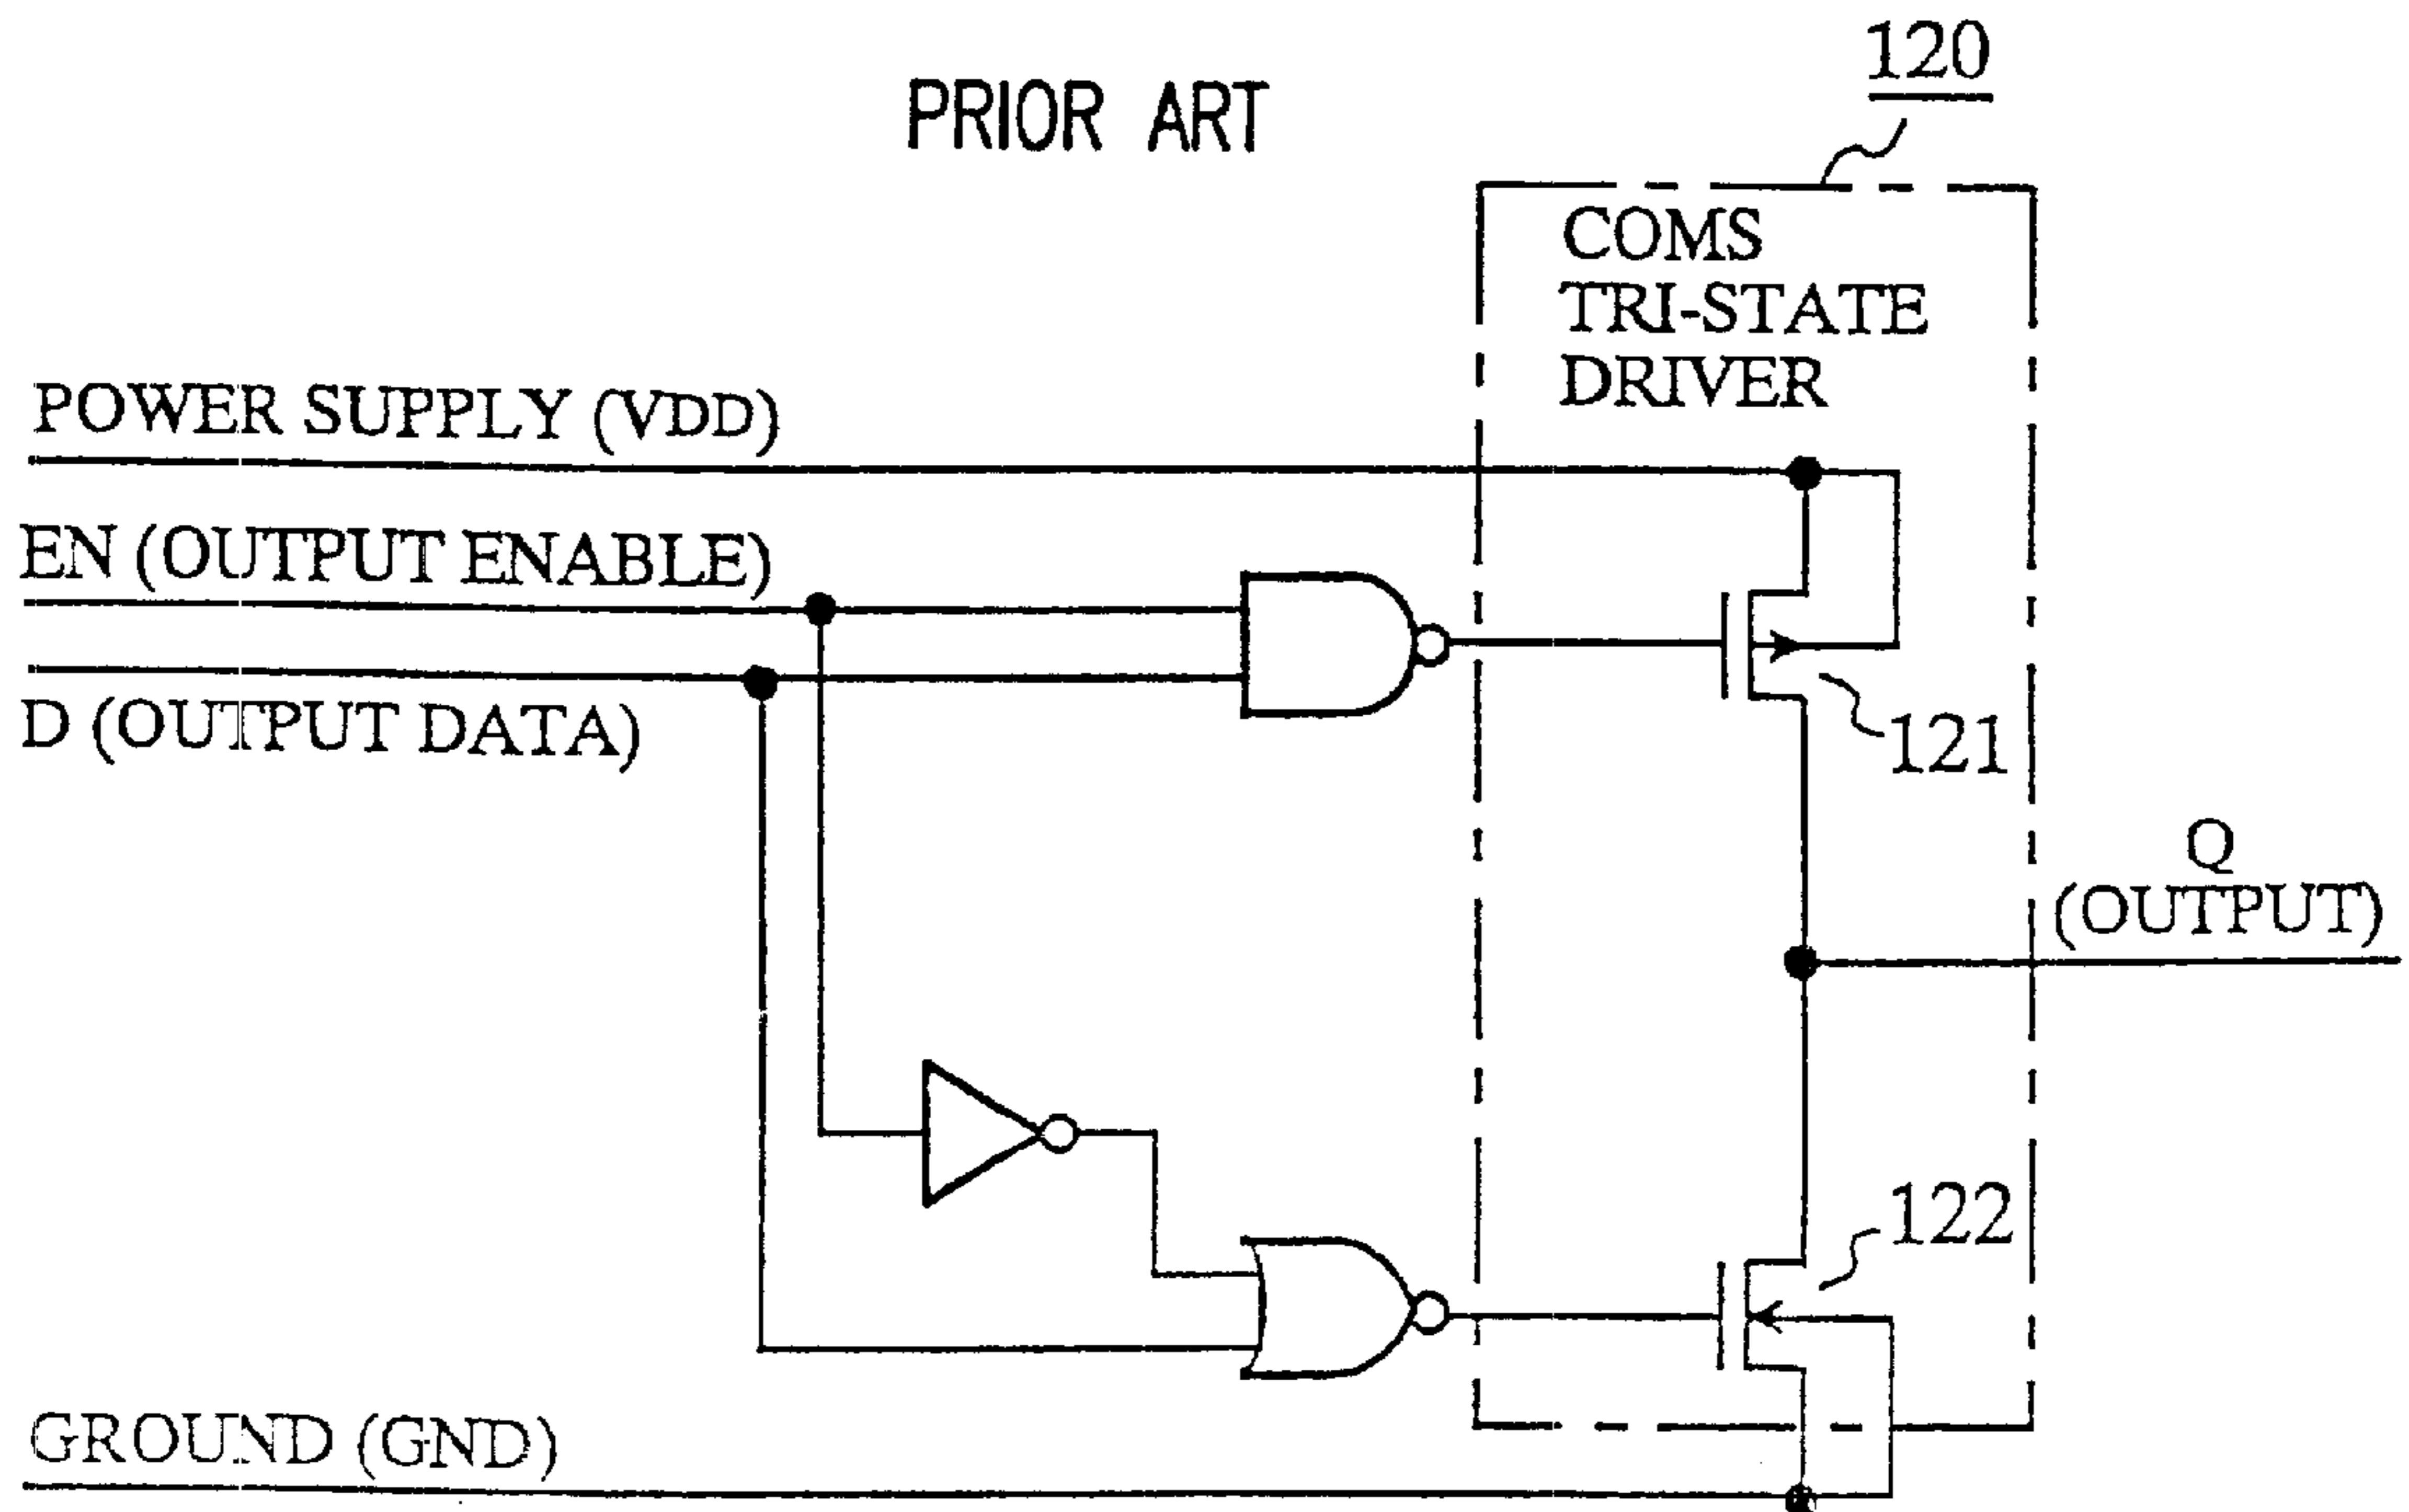 120
PRIOR ART
COMS
TRI-STATE
DRIVER
POWER SUPPLY (VDD)
EN (OUTPUT ENABLE)
D (OUTPUT DATA)
121
Q
(OUTPUT)
122
GROUND (GND)